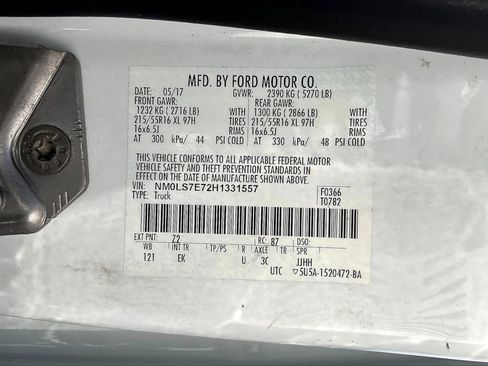 MFD. BY FORD MOTOR CO.
DATE: 05/17 GVWR: 2390 KG ( 5270 LB)
FRONT GAWR: REAR GAWR:
1232 KG ( 2716 LB) WITH 1300 KG ( 2866 LB) WITH
215/55R16 XL 97H TIRES 215/55R16 XL 97H TIRES
16x6.5J RIMS 16x6.5J RIMS
AT 300 kPa/ 44 PSI COLD AT 330 kPa/ 48 PSI COLD
THIS VEHICLE CONFORMS TO ALL APPLICABLE FEDERAL MOTOR
VEHICLE SAFETY AND THEFT PREVENTION STANDARDS IN
EFFECT ON THE DATE OF MANUFACTURE SHOWN ABOVE.
VIN: NM0LS7E72H1331557 F0366
TYPE: Truck T0782
EXT PNT: Z2 RC: 87 DSO:
WB INT TR TP/PS R AXLE TR SPR
121 EK U 3C JJHH
UTC ▽5U5A-1520472-BA